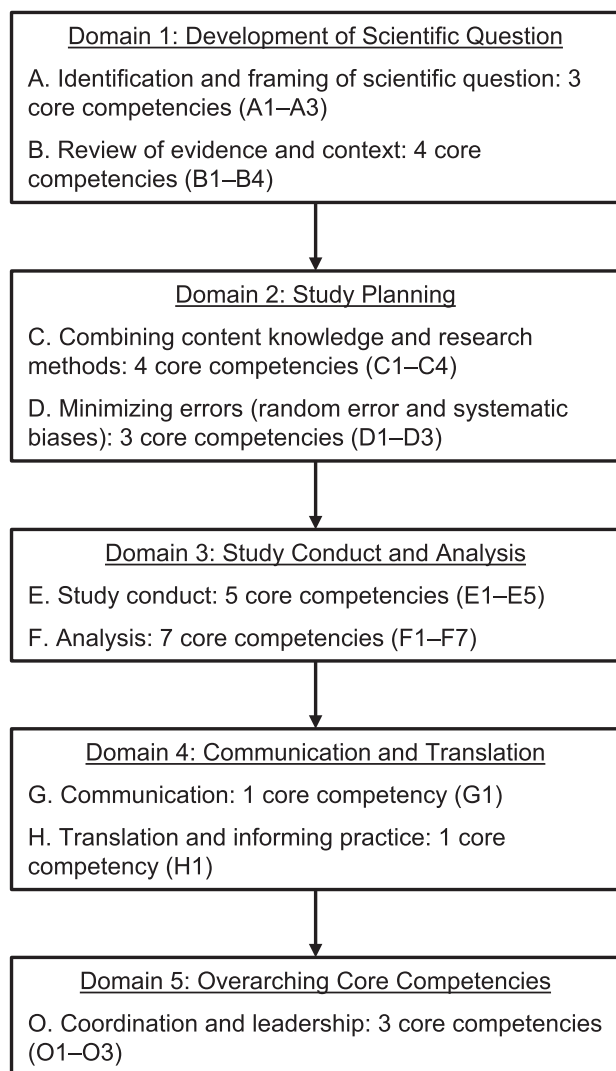 Domain 1: Development of Scientific Question
A. Identification and framing of scientific question: 3
core competencies (A1–A3)
B. Review of evidence and context: 4 core
competencies (B1–B4)
Domain 2: Study Planning
C. Combining content knowledge and research
methods: 4 core competencies (C1–C4)
D. Minimizing errors (random error and systematic
biases): 3 core competencies (D1–D3)
Domain 3: Study Conduct and Analysis
E. Study conduct: 5 core competencies (E1–E5)
F. Analysis: 7 core competencies (F1–F7)
Domain 4: Communication and Translation
G. Communication: 1 core competency (G1)
H. Translation and informing practice: 1 core
competency (H1)
Domain 5: Overarching Core Competencies
O. Coordination and leadership: 3 core competencies
(O1–O3)